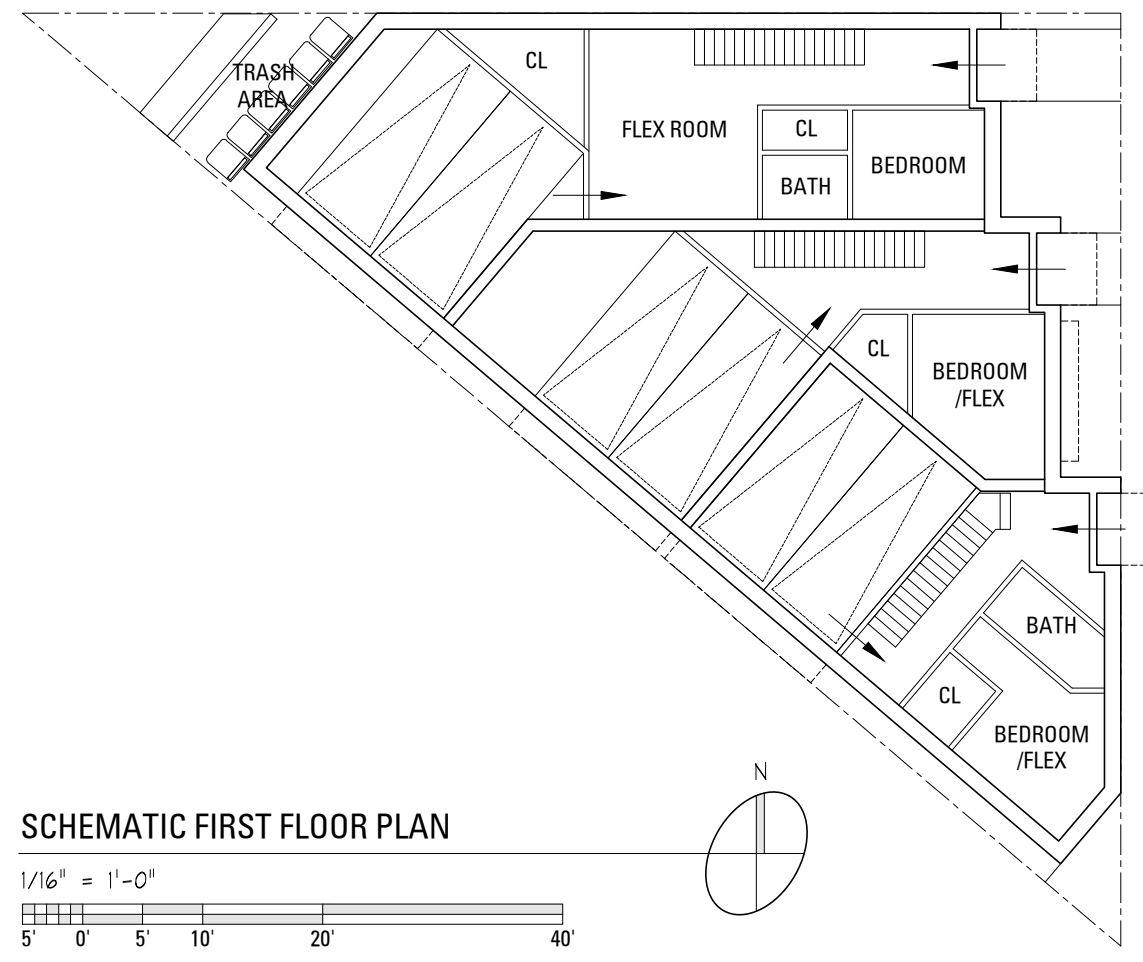 CL
TRASH
AREA
FLEX ROOM
CL
BEDROOM
BATH
CL
BEDROOM
/FLEX
BATH
CL
BEDROOM
/FLEX
N
SCHEMATIC FIRST FLOOR PLAN
1/16" = 1'-0"
5' 0' 5' 10' 20' 40'